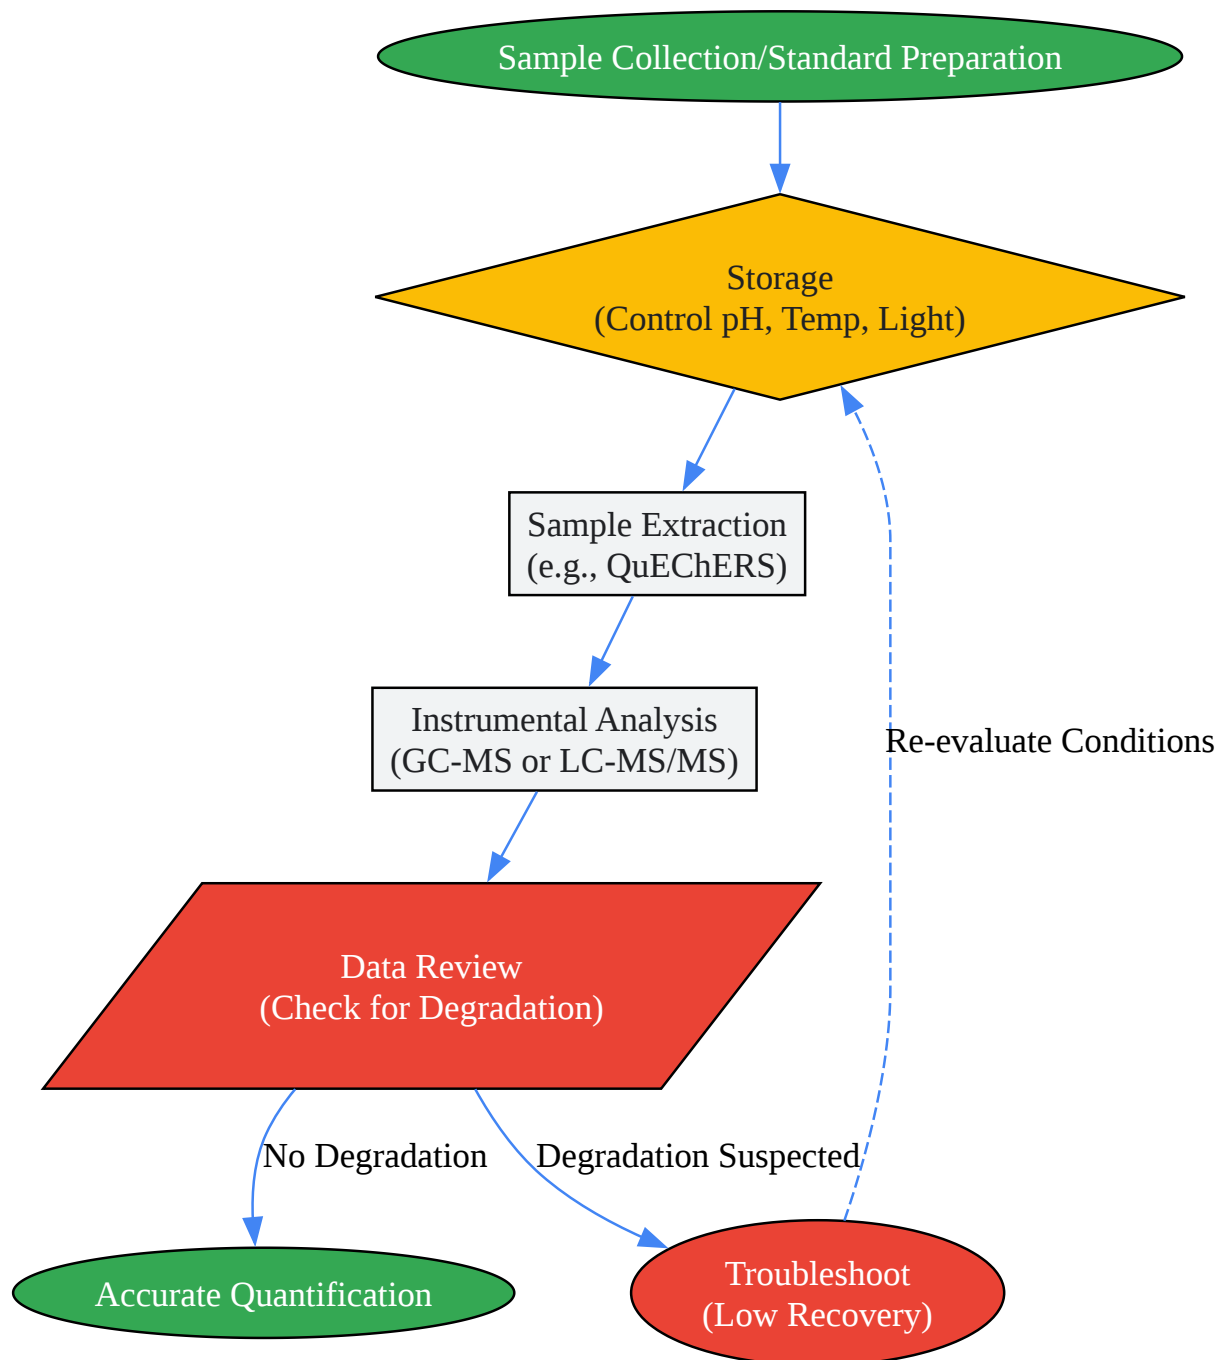 Sample Collection/Standard Preparation
Storage
(Control pH, Temp, Light)
Sample Extraction
(e.g., QuEChERS)
Instrumental Analysis
(GC-MS or LC-MS/MS)
Re-evaluate Conditions
Data Review
(Check for Degradation)
No Degradation
Degradation Suspected
Accurate Quantification
Troubleshoot
(Low Recovery)